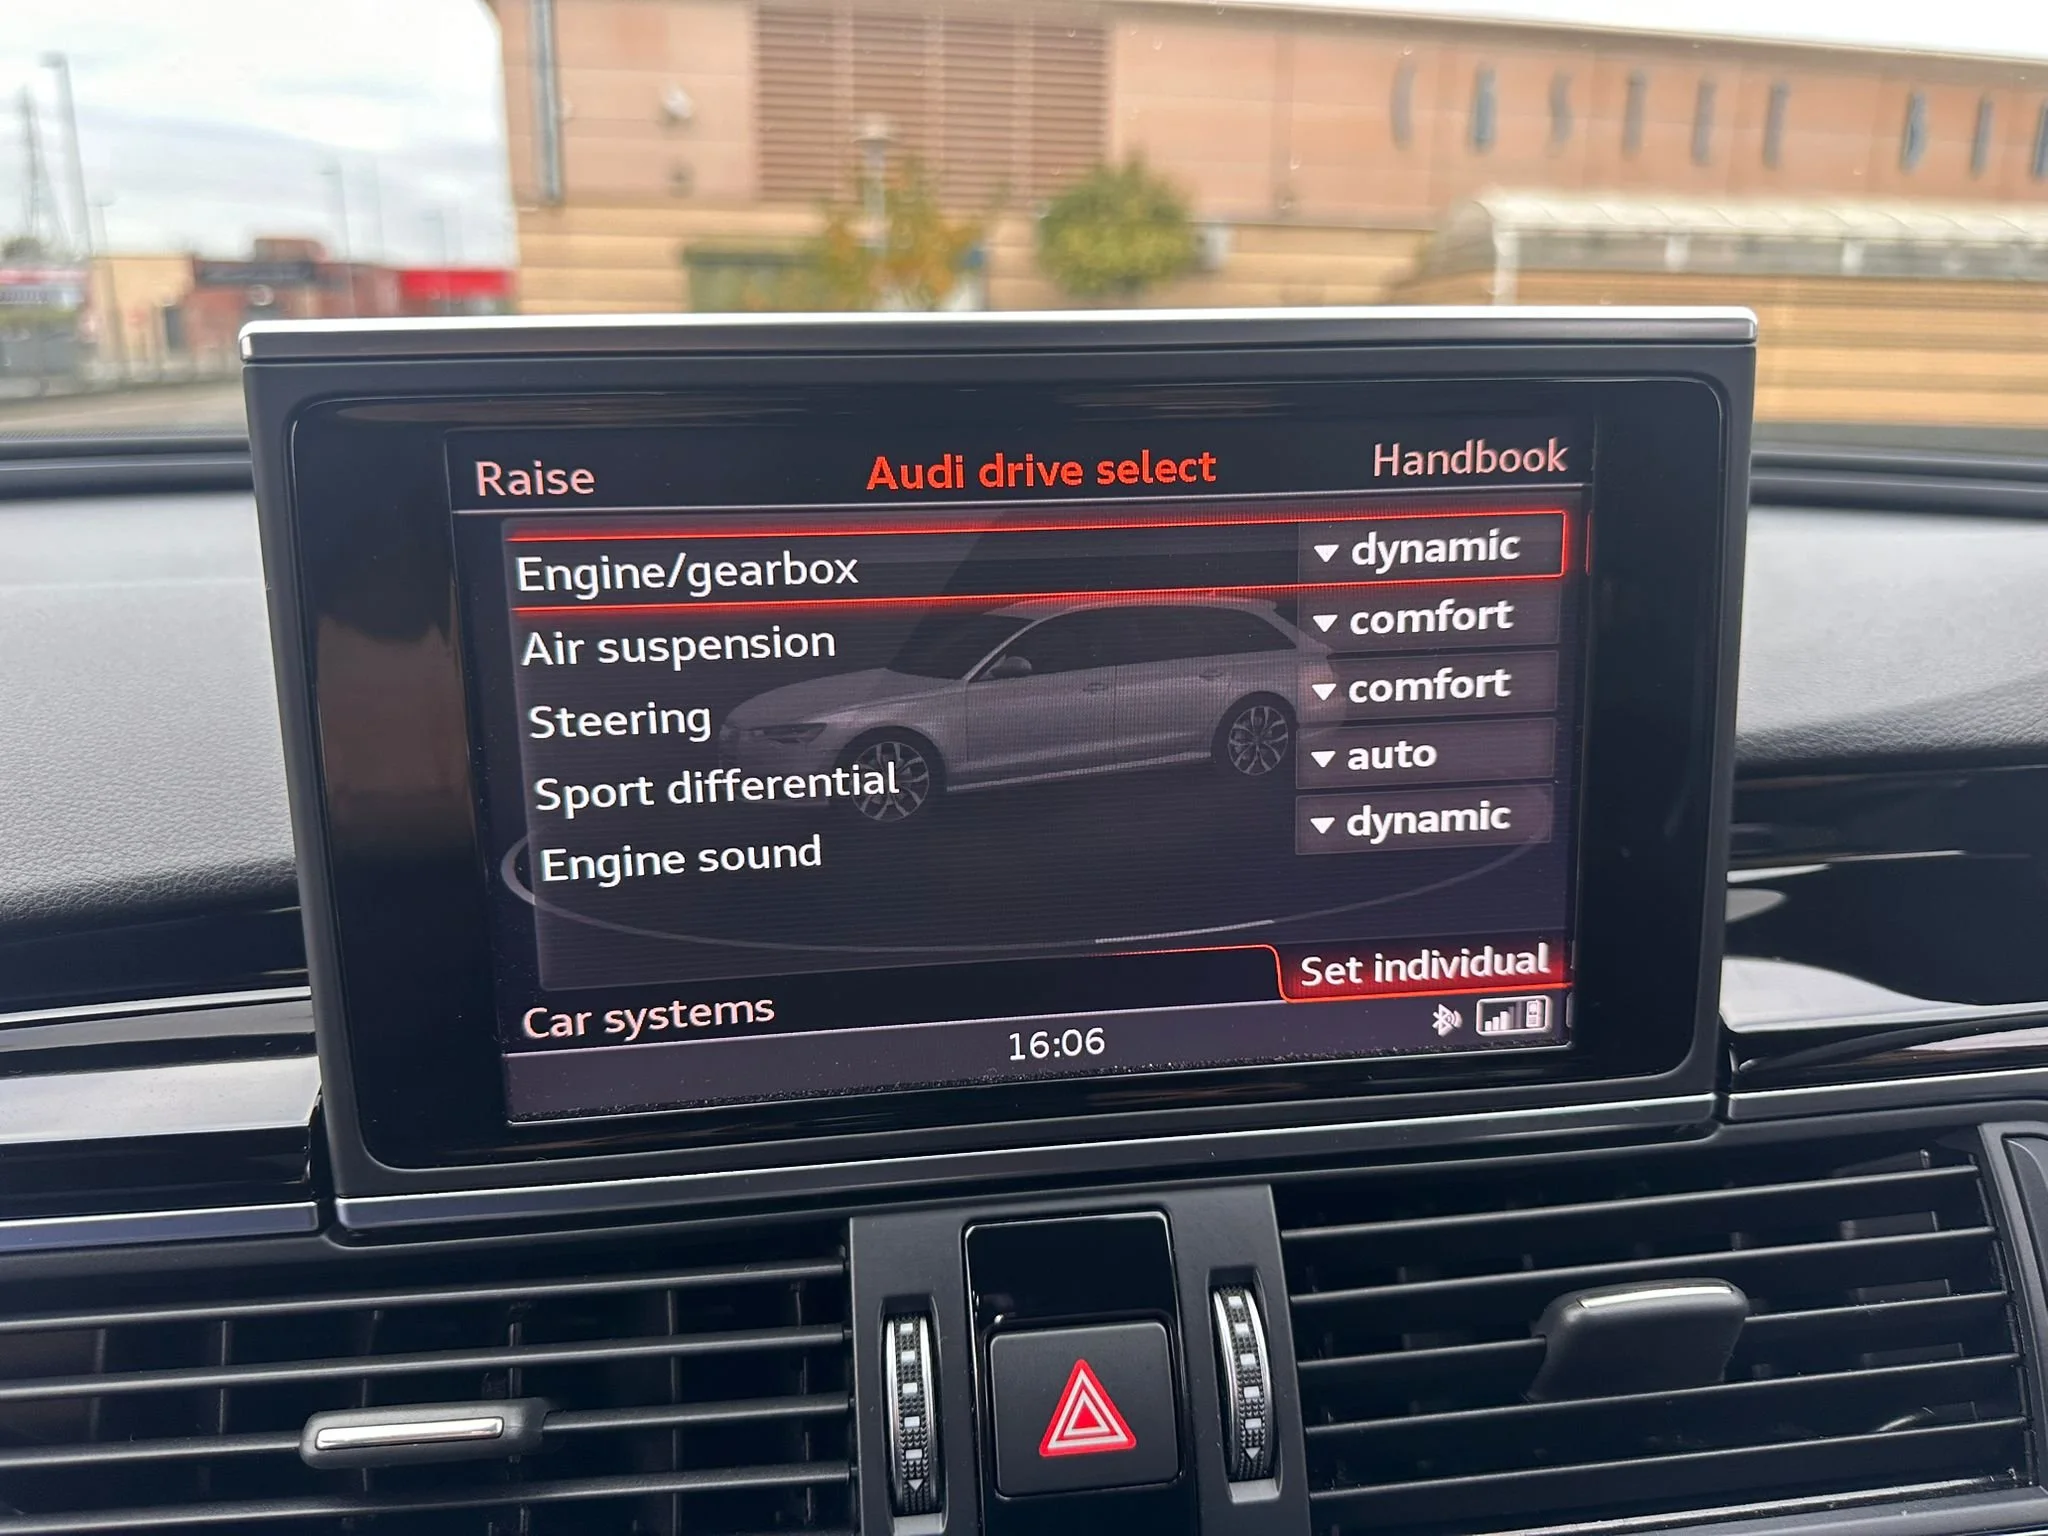 Raise Audi drive select Handbook
Engine/gearbox dynamic
Air suspension comfort
Steering comfort
Sport differential auto
Engine sound dynamic
Set individual
Car systems
16:06